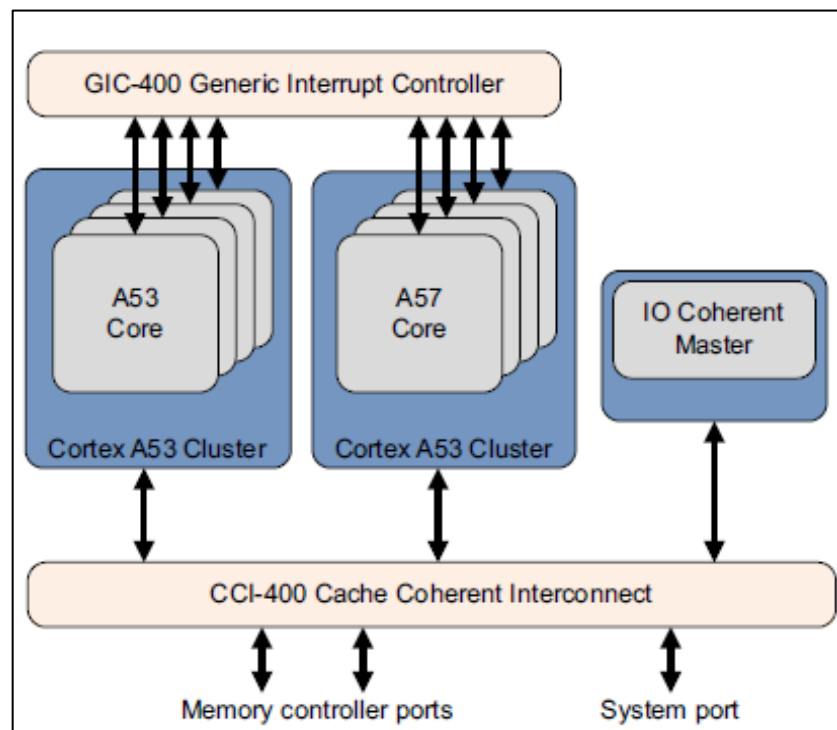 GIC-400 Generic Interrupt Controller
A53
Core
A57
Core
IO Coherent
Master
Cortex A53 Cluster
Cortex A53 Cluster
CCI-400 Cache Coherent Interconnect
Memory controller ports
System port